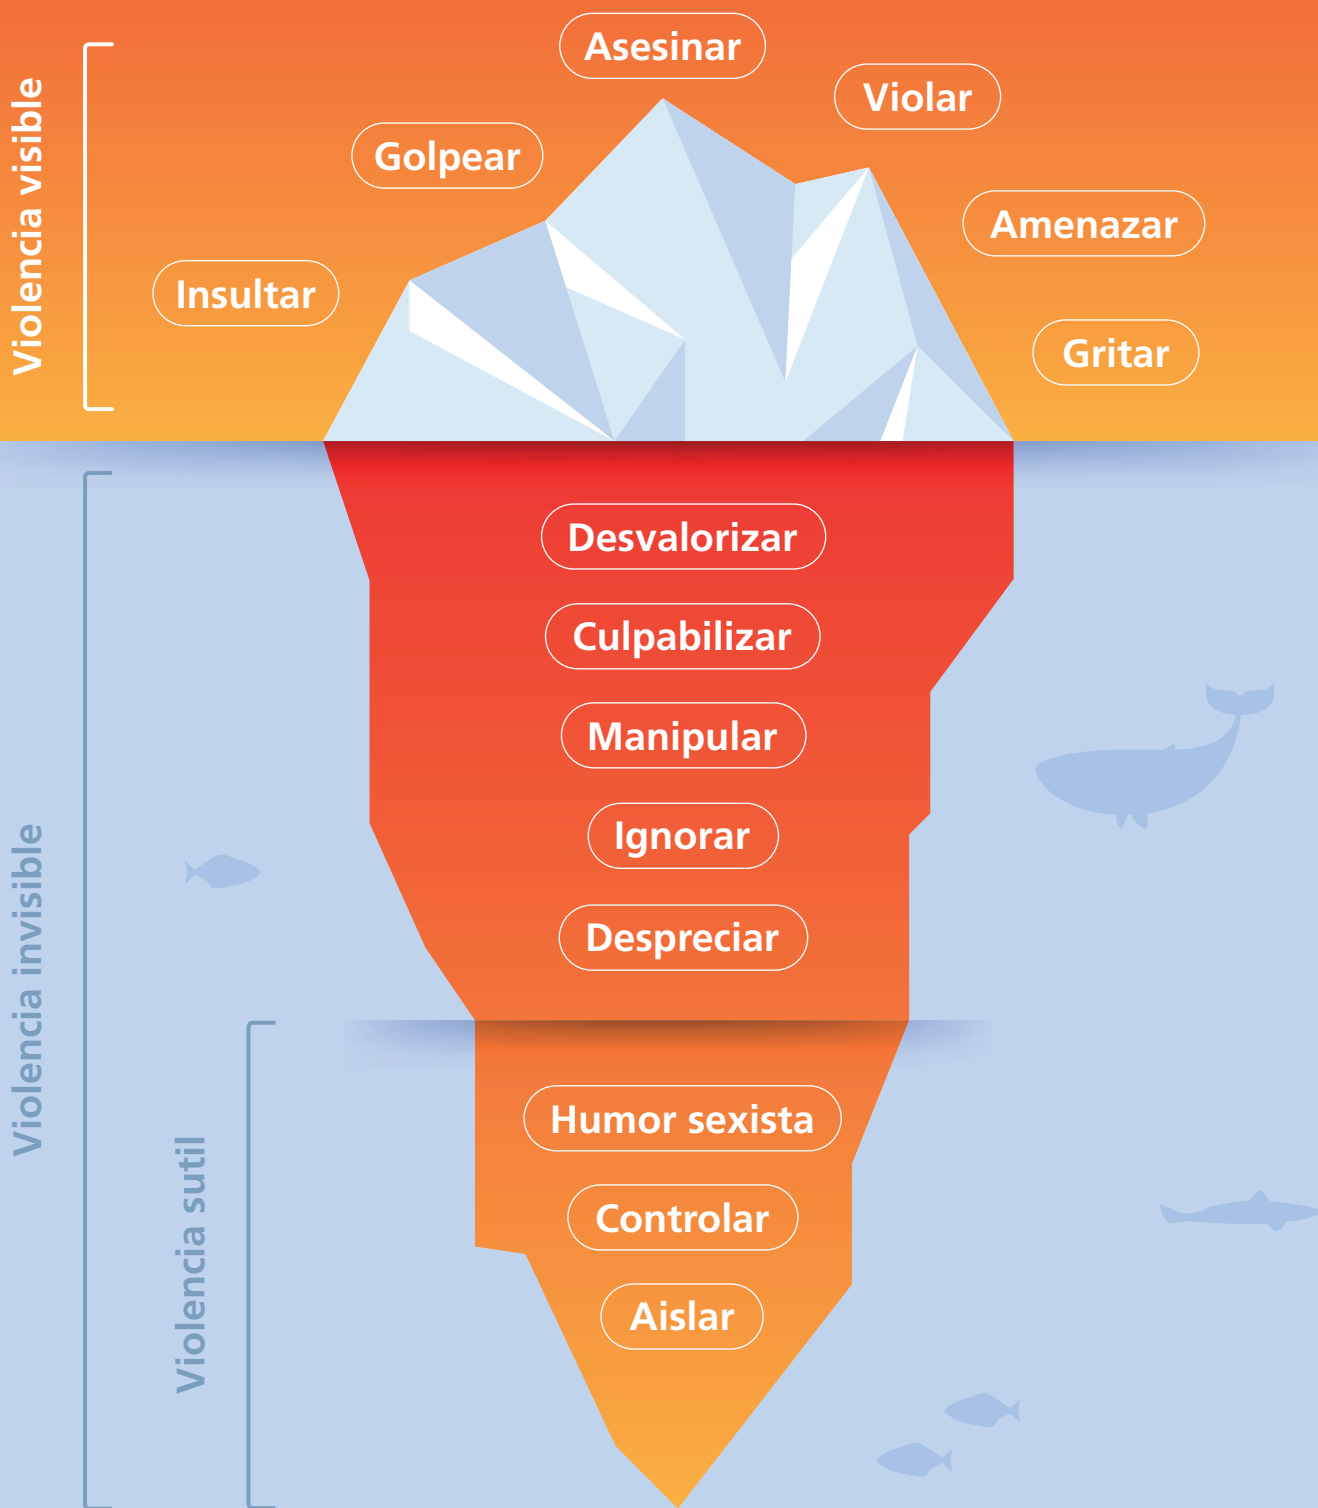 Violencia visible
Asesinar
Violar
Golpear
Amenazar
Insultar
Gritar
Violencia invisible
Desvalorizar
Culpabilizar
Manipular
Ignorar
Despreciar
Violencia sutil
Humor sexista
Controlar
Aislar